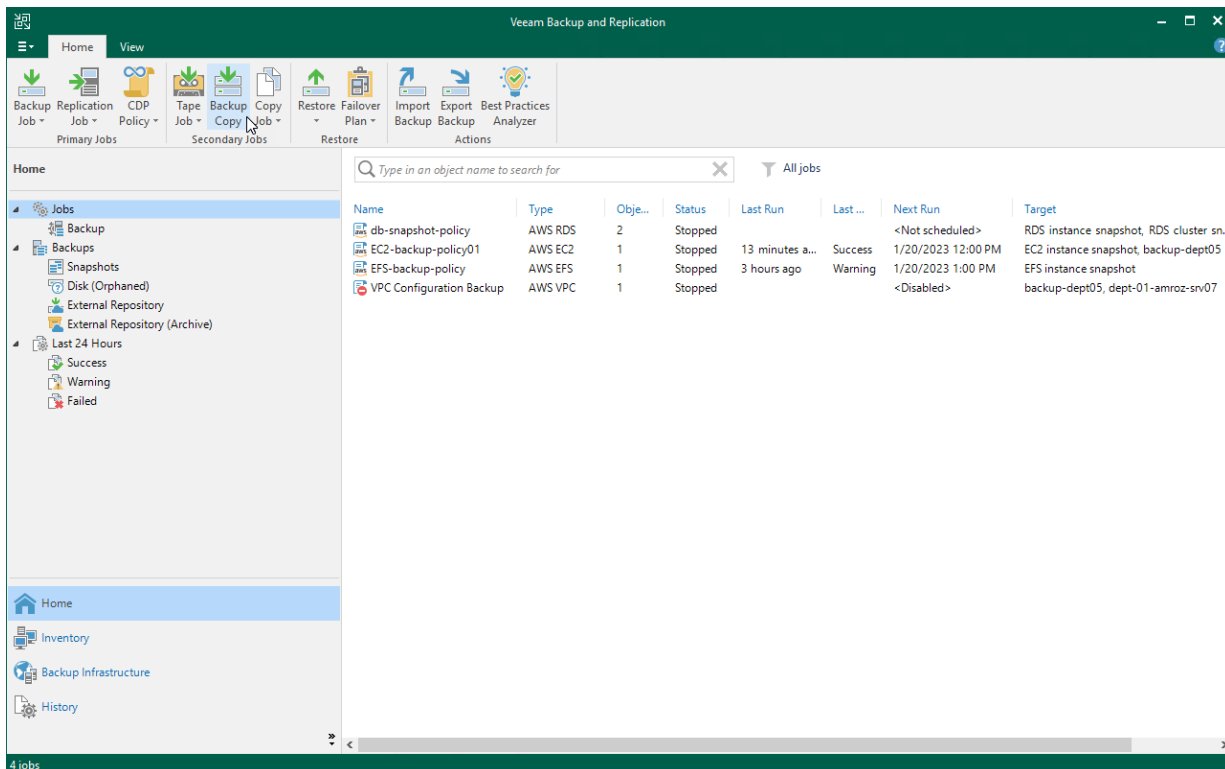 Veeam Backup and Replication
Home View
Backup Job Replication Job CDP Policy Tape Job Backup Copy Copy Job Restore Failover Plan Import Backup Export Backup Best Practices Analyzer
Primary Jobs Secondary Jobs Restore Actions
Home
Type in an object name to search for All jobs
Jobs
Backup
Backups
Snapshots
Disk (Orphaned)
External Repository
External Repository (Archive)
Last 24 Hours
Success
Warning
Failed
Name Type Obje... Status Last Run Last ... Next Run Target
db-snapshot-policy AWS RDS 2 Stopped <Not scheduled> RDS instance snapshot, RDS cluster sn.
EC2-backup-policy01 AWS EC2 1 Stopped 13 minutes a... Success 1/20/2023 12:00 PM EC2 instance snapshot, backup-dept05
EFS-backup-policy AWS EFS 1 Stopped 3 hours ago Warning 1/20/2023 1:00 PM EFS instance snapshot
VPC Configuration Backup AWS VPC 1 Stopped <Disabled> backup-dept05, dept-01-amroz-srv07
Home
Inventory
Backup Infrastructure
History
4 jobs